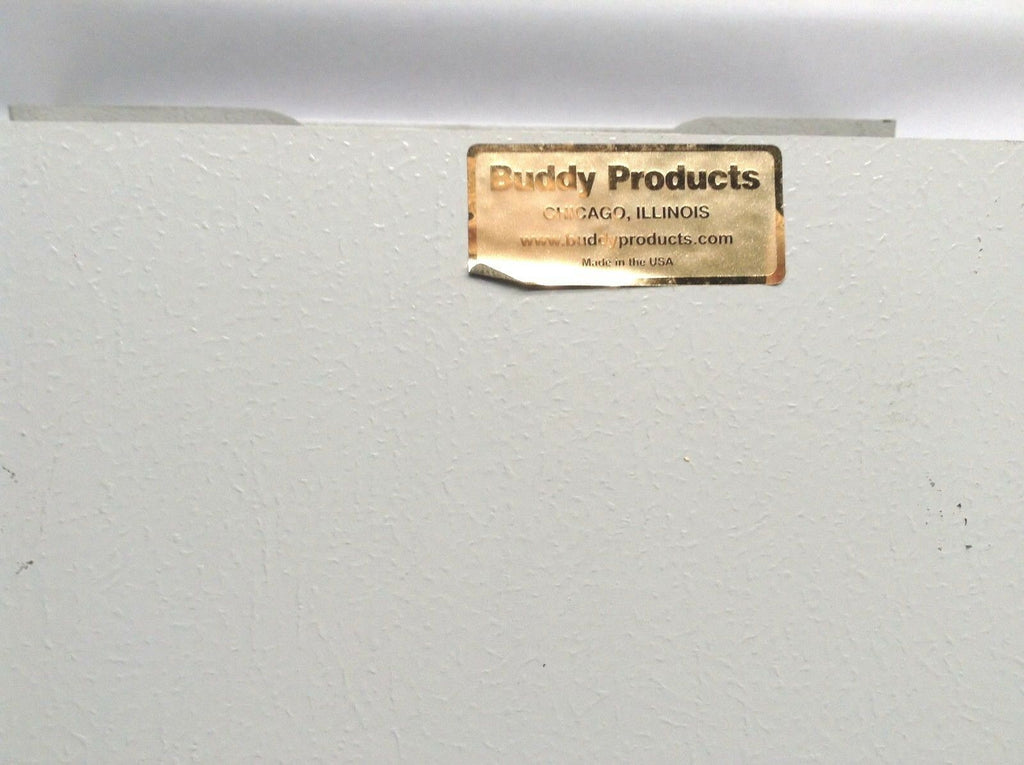 Buddy Products
CHICAGO, ILLINOIS
www.buddyproducts.com
Made in the USA